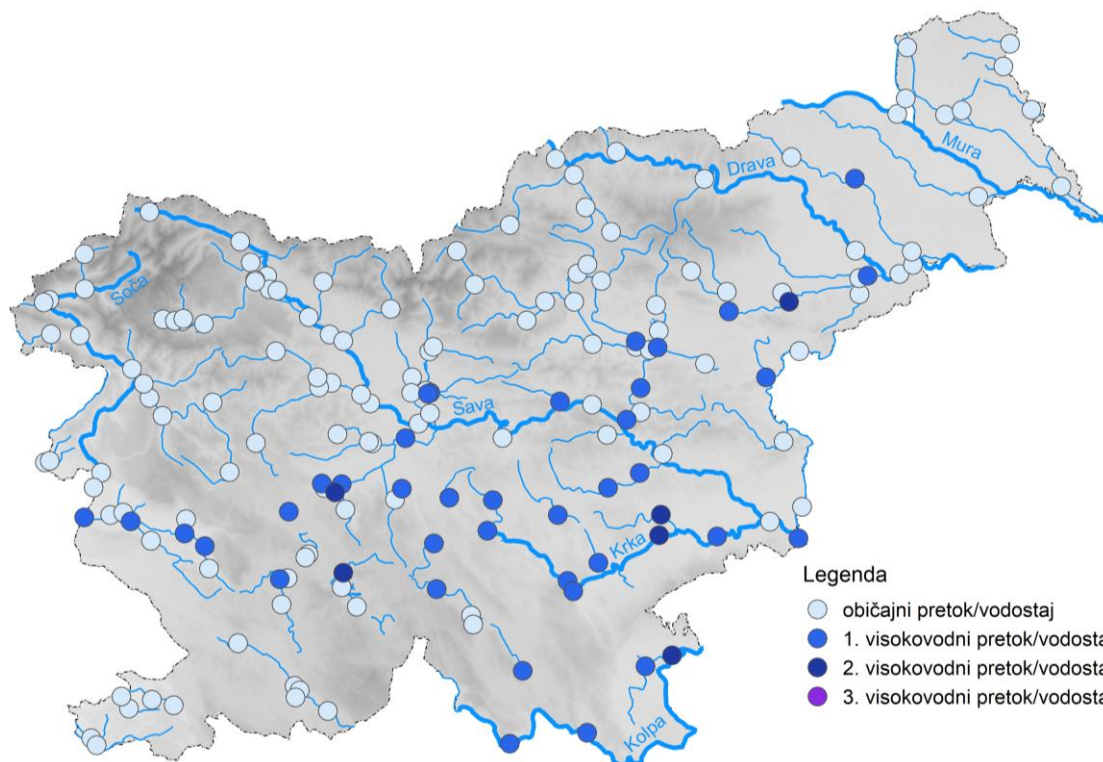 Mura
Drava
Soča
Sava
Krka
Kolpa
Legenda
običajni pretok/vodostaj
1. visokovodni pretok/vodosta
2. visokovodni pretok/vodosta
3. visokovodni pretok/vodosta